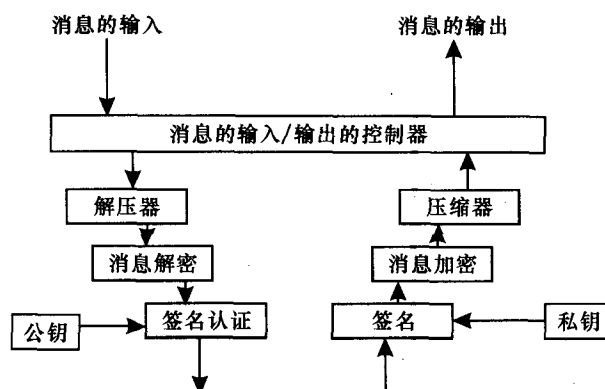 消息的输入 消息的输出
消息的输入/输出的控制器
解压器 压缩器
消息解密 消息加密
公钥 签名认证 签名 私钥